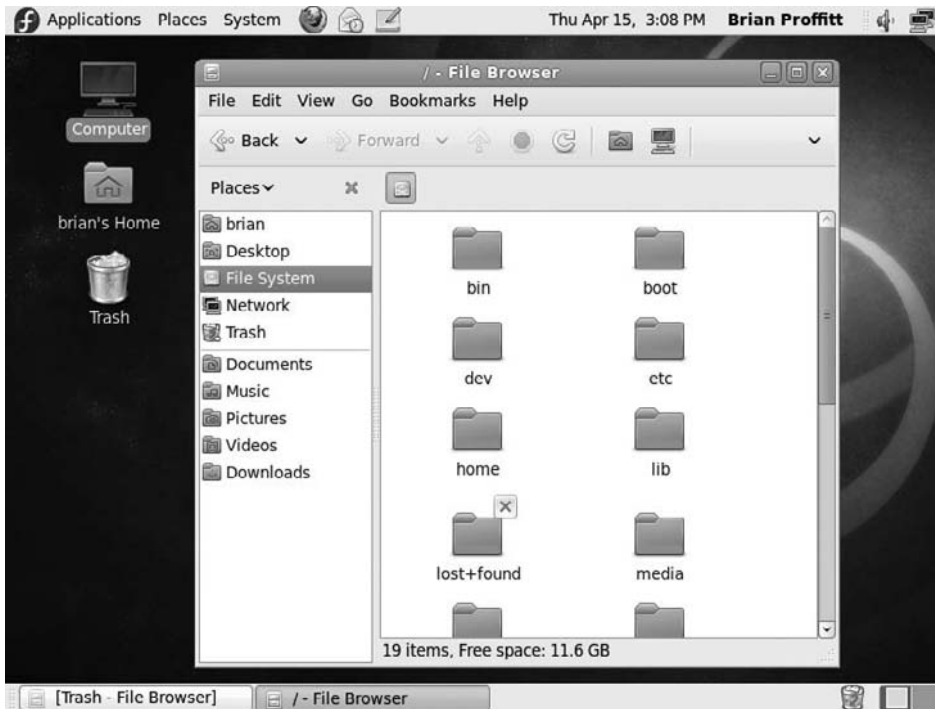 Applications Places System Thu Apr 15, 3:08 PM Brian Proffitt
/ - File Browser
File Edit View Go Bookmarks Help
Back Forward
Places
Computer
brian's Home
Trash
brian
Desktop
File System
Network
Trash
Documents
Music
Pictures
Videos
Downloads
bin boot
dev etc
home lib
lost+found media
19 items, Free space: 11.6 GB
[Trash - File Browser] / - File Browser